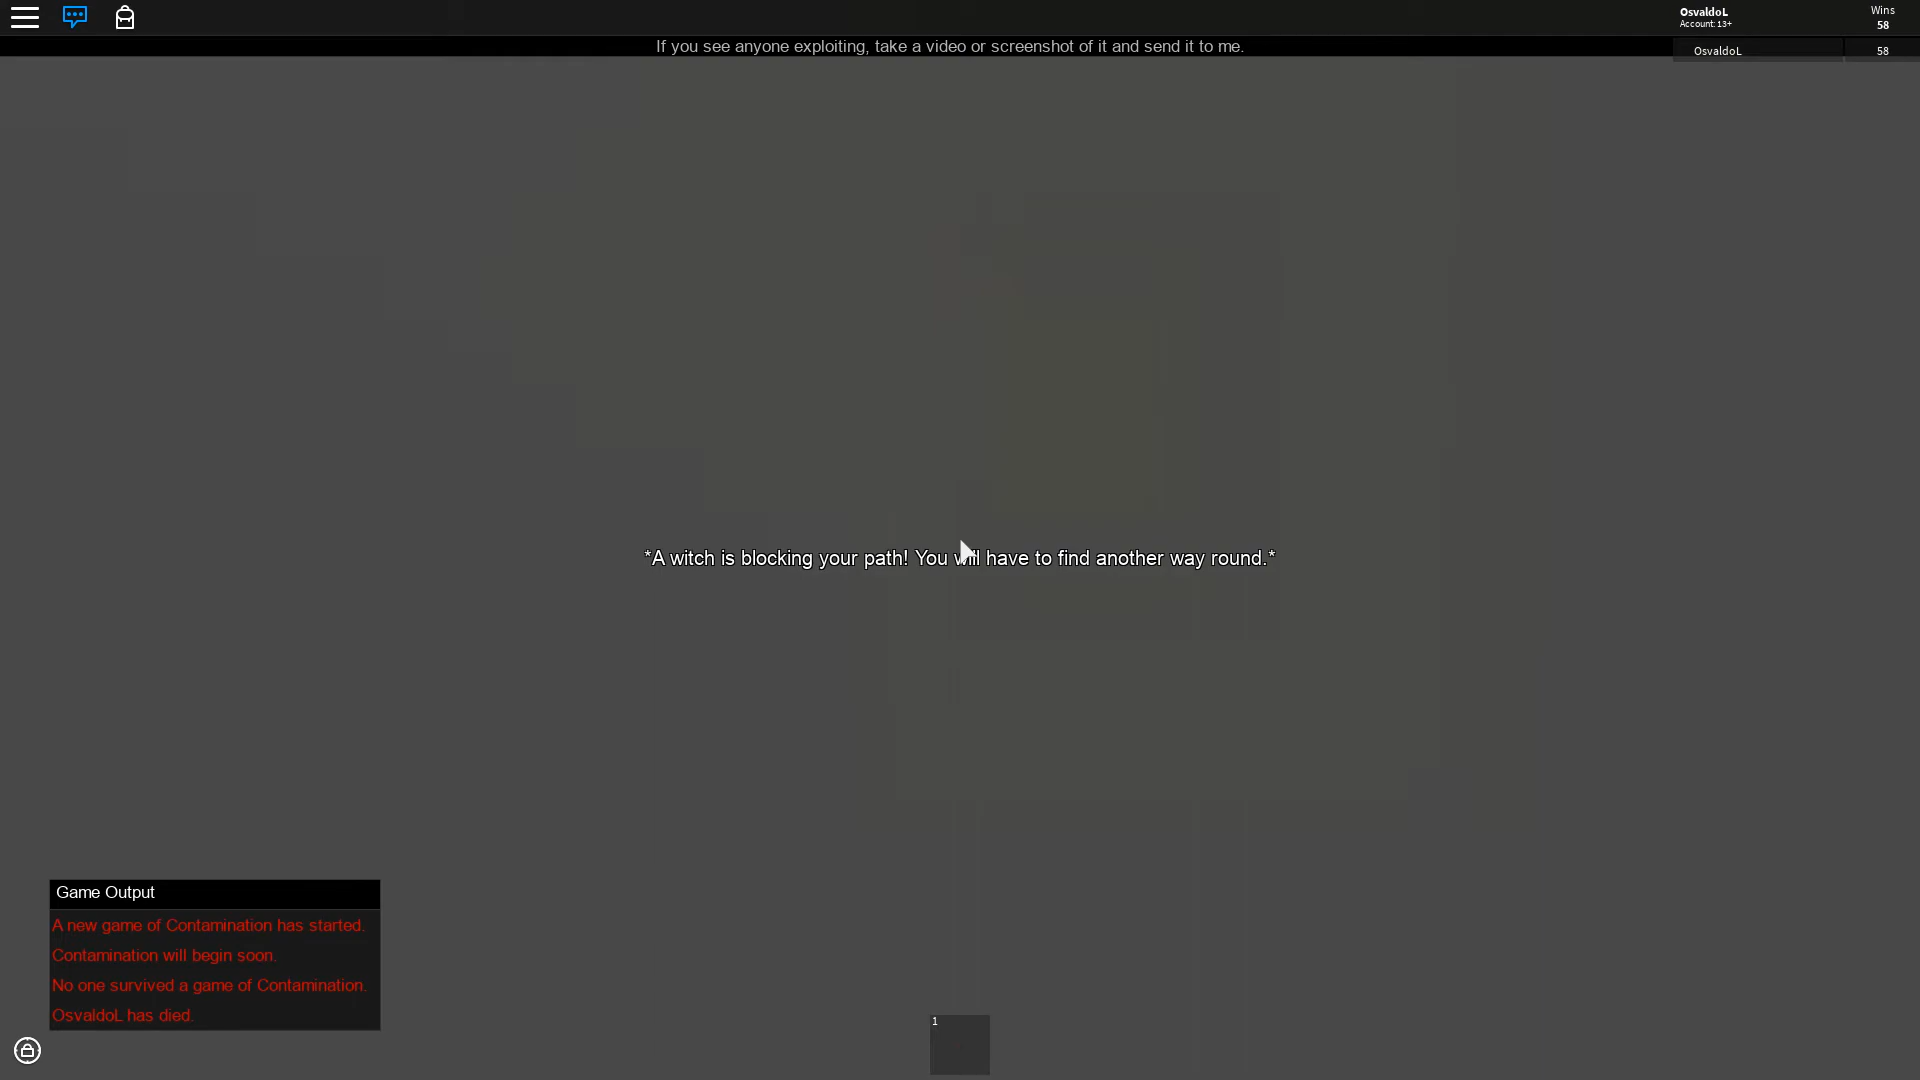 OsvaldoL
Account: 13+
Wins
58
If you see anyone exploiting, take a video or screenshot of it and send it to me.
OsvaldoL 58
*A witch is blocking your path! You will have to find another way round.*
Game Output
A new game of Contamination has started.
Contamination will begin soon.
No one survived a game of Contamination.
OsvaldoL has died.
1